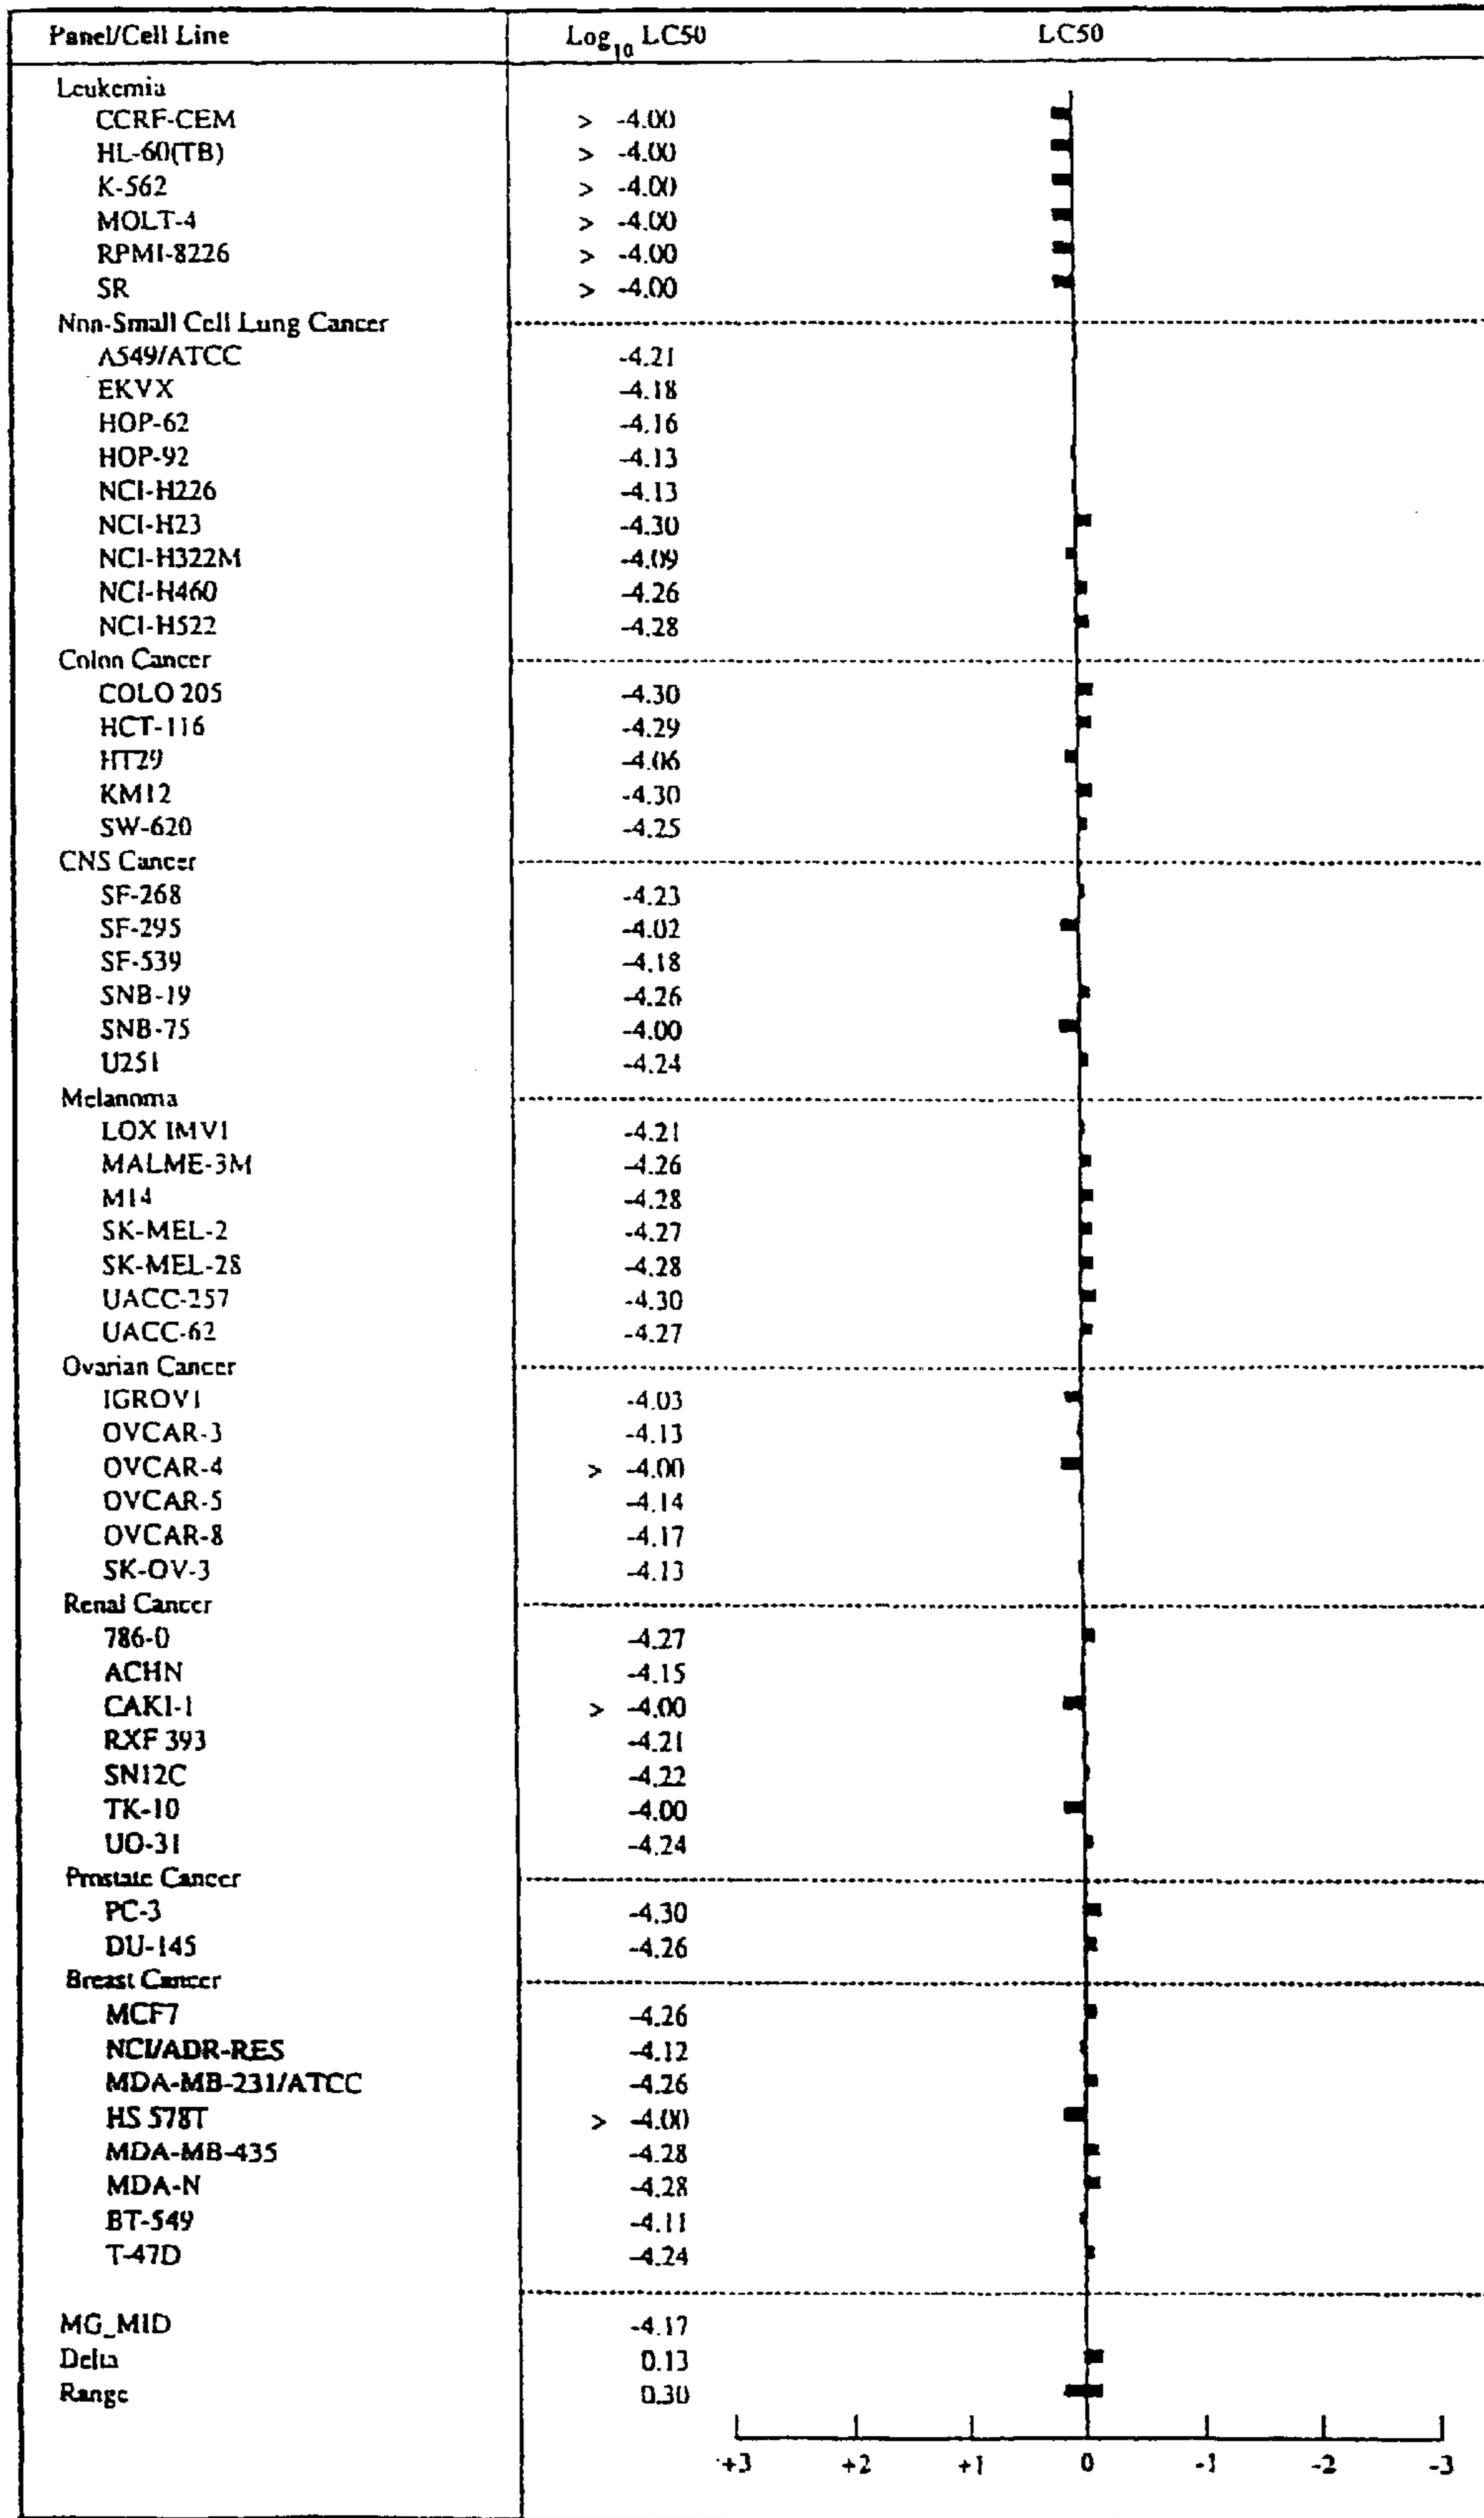 Panel/Cell Line Log10 LC50 LC50
Leukemia
CCRF-CEM > -4.00
HL-60(TB) > -4.00
K-562 > -4.00
MOLT-4 > -4.00
RPMI-8226 > -4.00
SR > -4.00
Non-Small Cell Lung Cancer
A549/ATCC -4.21
EKVX -4.18
HOP-62 -4.16
HOP-92 -4.13
NCI-H226 -4.13
NCI-H23 -4.30
NCI-H322M -4.09
NCI-H460 -4.26
NCI-H522 -4.28
Colon Cancer
COLO 205 -4.30
HCT-116 -4.29
HT29 -4.06
KM12 -4.30
SW-620 -4.25
CNS Cancer
SF-268 -4.23
SF-295 -4.02
SF-539 -4.18
SNB-19 -4.26
SNB-75 -4.00
U251 -4.24
Melanoma
LOX IMVI -4.21
MALME-3M -4.26
M14 -4.28
SK-MEL-2 -4.27
SK-MEL-28 -4.28
UACC-257 -4.30
UACC-62 -4.27
Ovarian Cancer
IGROV1 -4.03
OVCAR-3 -4.13
OVCAR-4 > -4.00
OVCAR-5 -4.14
OVCAR-8 -4.17
SK-OV-3 -4.13
Renal Cancer
786-0 -4.27
ACHN -4.15
CAKI-1 > -4.00
RXF 393 -4.21
SN12C -4.22
TK-10 -4.00
UO-31 -4.24
Prostate Cancer
PC-3 -4.30
DU-145 -4.26
Breast Cancer
MCF7 -4.26
NCI/ADR-RES -4.12
MDA-MB-231/ATCC -4.26
HS 578T > -4.00
MDA-MB-435 -4.28
MDA-N -4.28
BT-549 -4.11
T-47D -4.24
MG_MID -4.17
Delta 0.13
Range 0.30
+3 +2 +1 0 -1 -2 -3